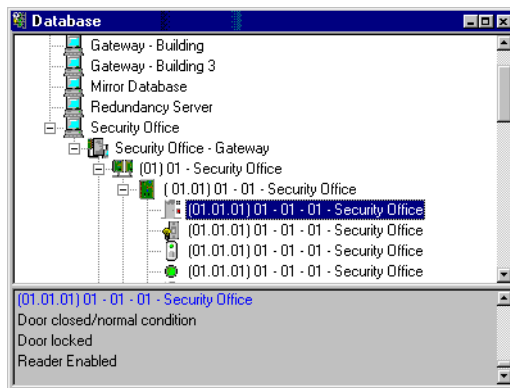 Database
Gateway - Building
Gateway - Building 3
Mirror Database
Redundancy Server
Security Office
Security Office - Gateway
(01) 01 - Security Office
( 01.01) 01 - 01 - Security Office
(01.01.01) 01 - 01 - 01 - Security Office
(01.01.01) 01 - 01 - 01 - Security Office
(01.01.01) 01 - 01 - 01 - Security Office
(01.01.01) 01 - 01 - 01 - Security Office
(01.01.01) 01 - 01 - 01 - Security Office
Door closed/normal condition
Door locked
Reader Enabled